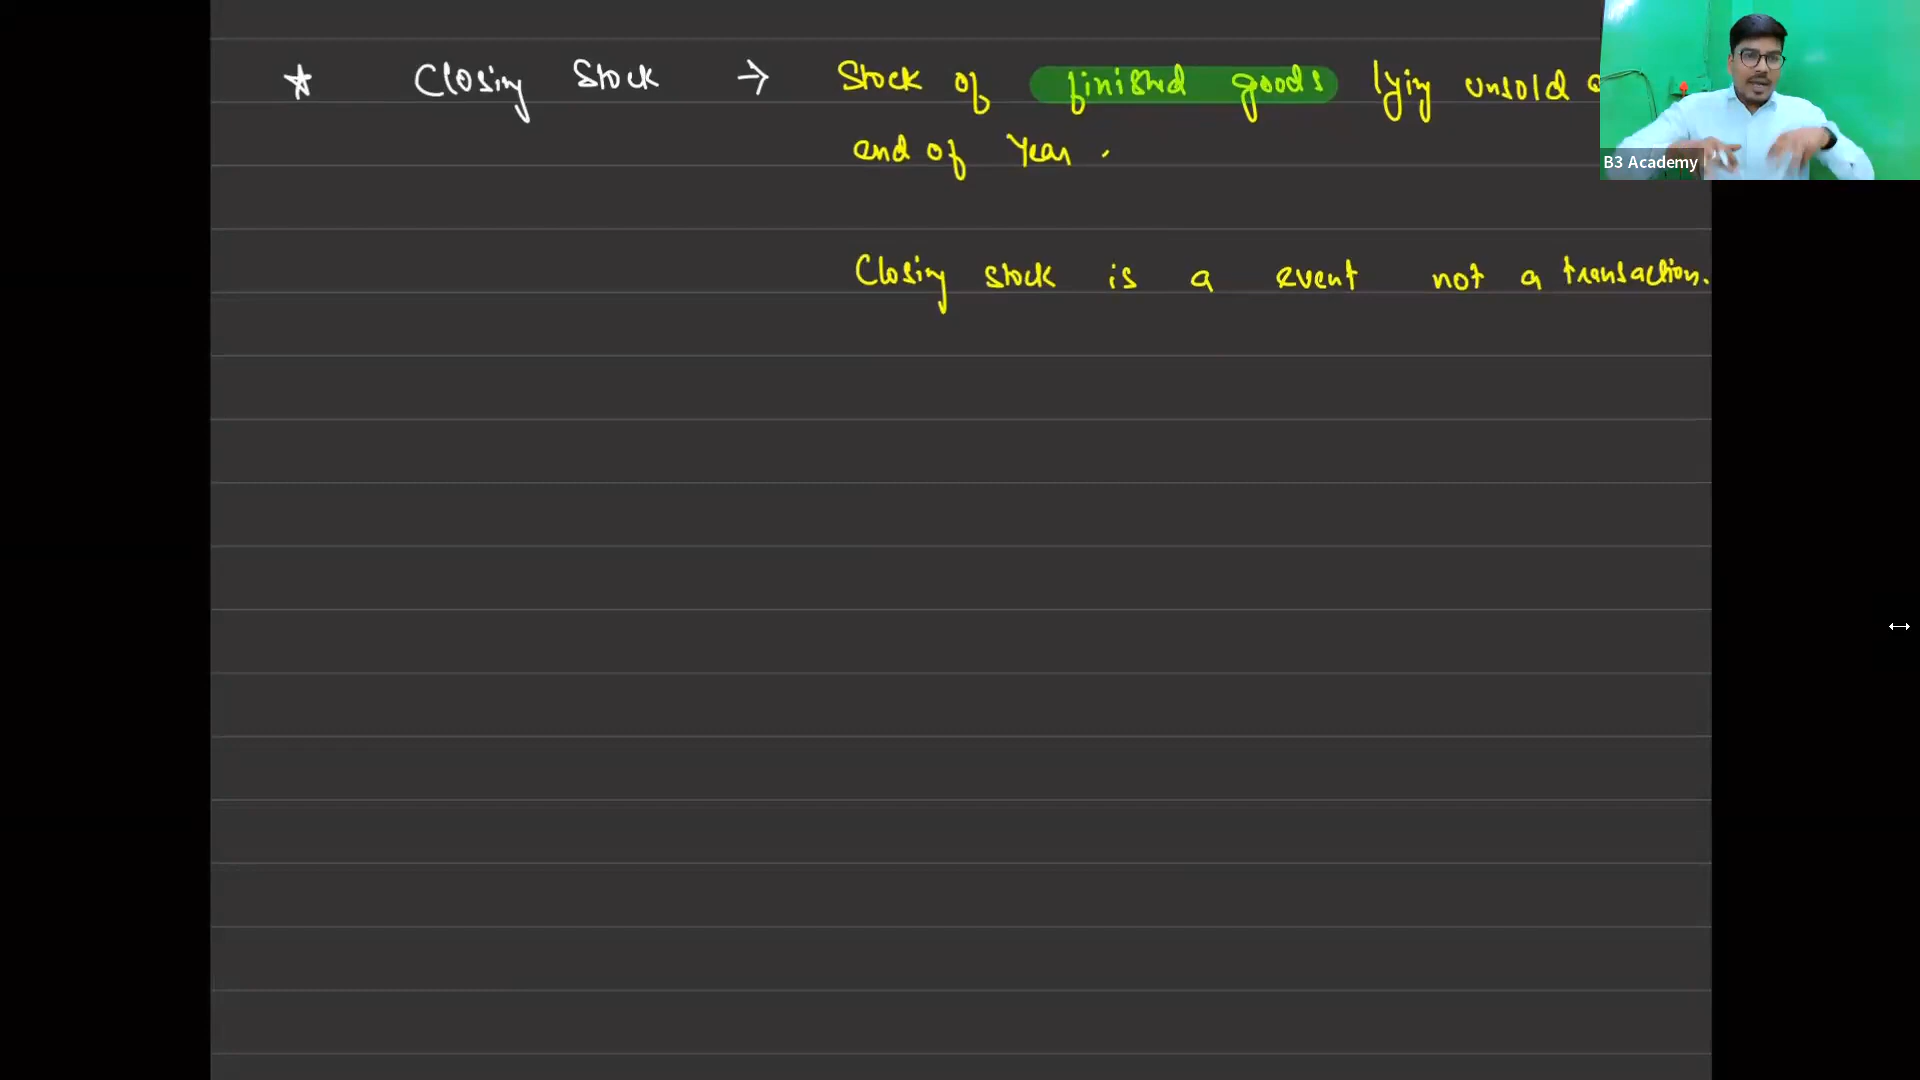 ★ Closing Stock → Stock of finished goods lying unsold
end of Year .
Closing stock is a event not a transaction.
B3 Academy